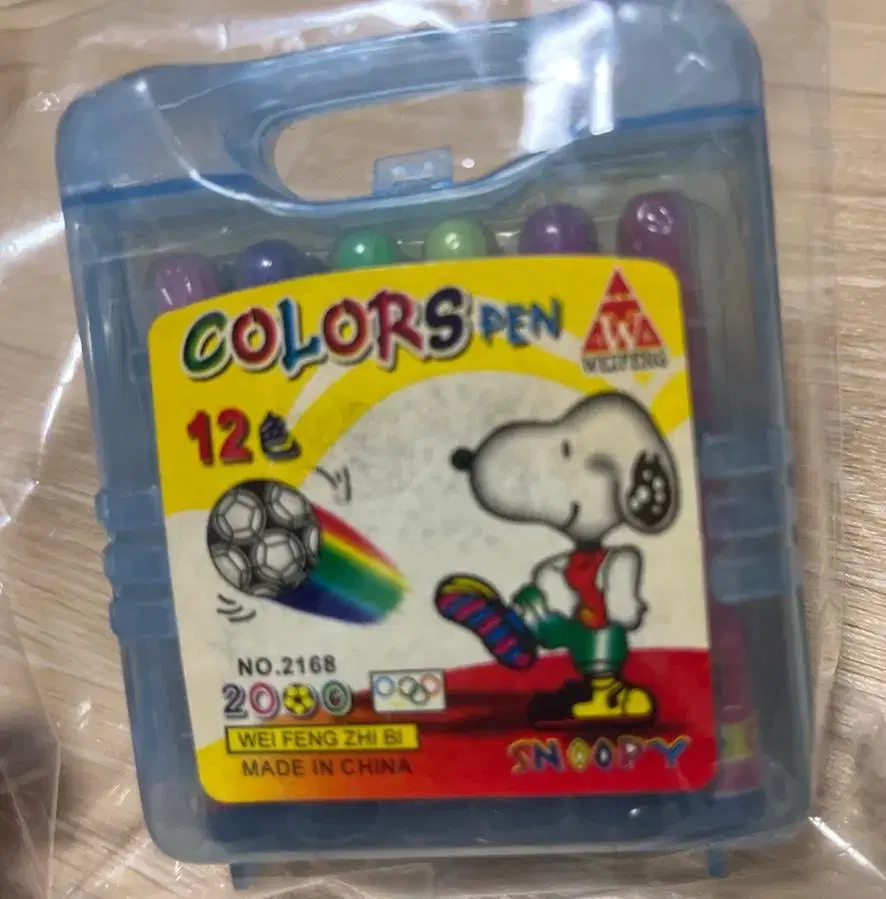 COLORS PEN
W
WEIFENG
12色
NO.2168
2000
WEI FENG ZHI BI
MADE IN CHINA
SNOOPY